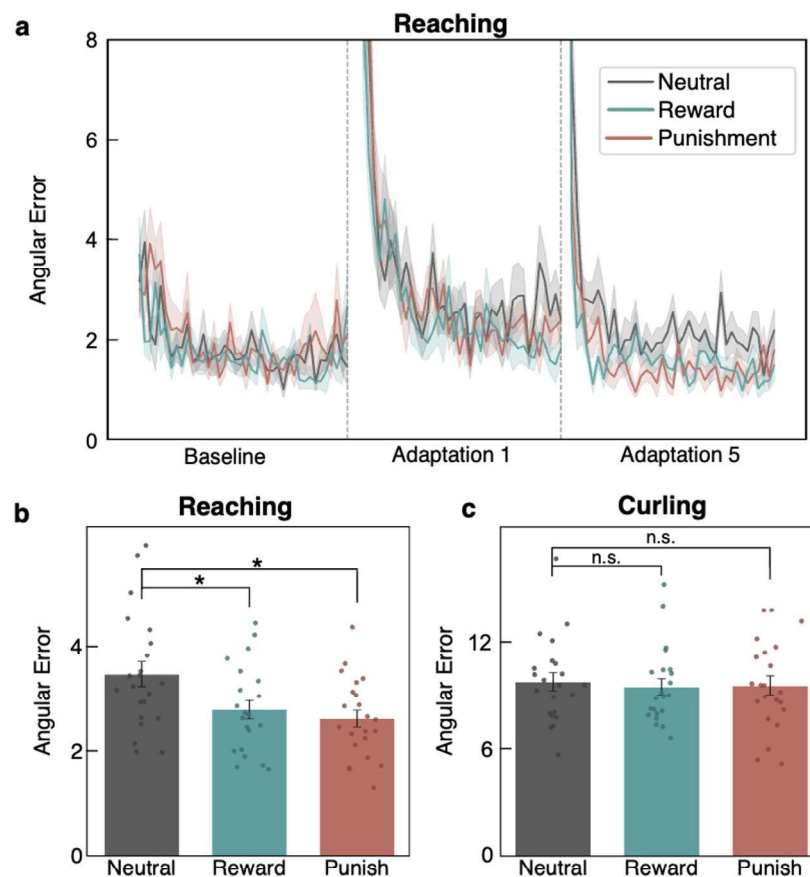 a
Reaching
8
6
4
2
0
Angular Error
Neutral
Reward
Punishment
Baseline
Adaptation 1
Adaptation 5
b
Reaching
*
*
4
2
0
Angular Error
Neutral
Reward
Punish
c
Curling
n.s.
n.s.
12
6
0
Angular Error
Neutral
Reward
Punish